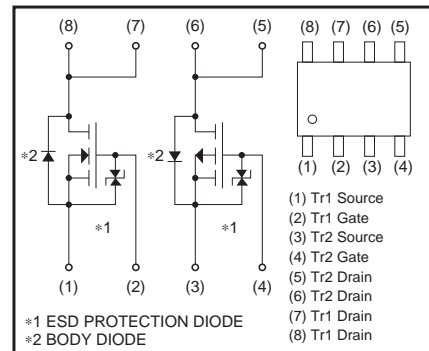 (8) (7) (6) (5)
(8) (7) (6) (5)
∗2 ∗2
∗1 ∗1
(1) (2) (3) (4)
(1) (2) (3) (4)
(1) Tr1 Source
(2) Tr1 Gate
(3) Tr2 Source
(4) Tr2 Gate
(5) Tr2 Drain
(6) Tr2 Drain
(7) Tr1 Drain
(8) Tr1 Drain
∗1 ESD PROTECTION DIODE
∗2 BODY DIODE